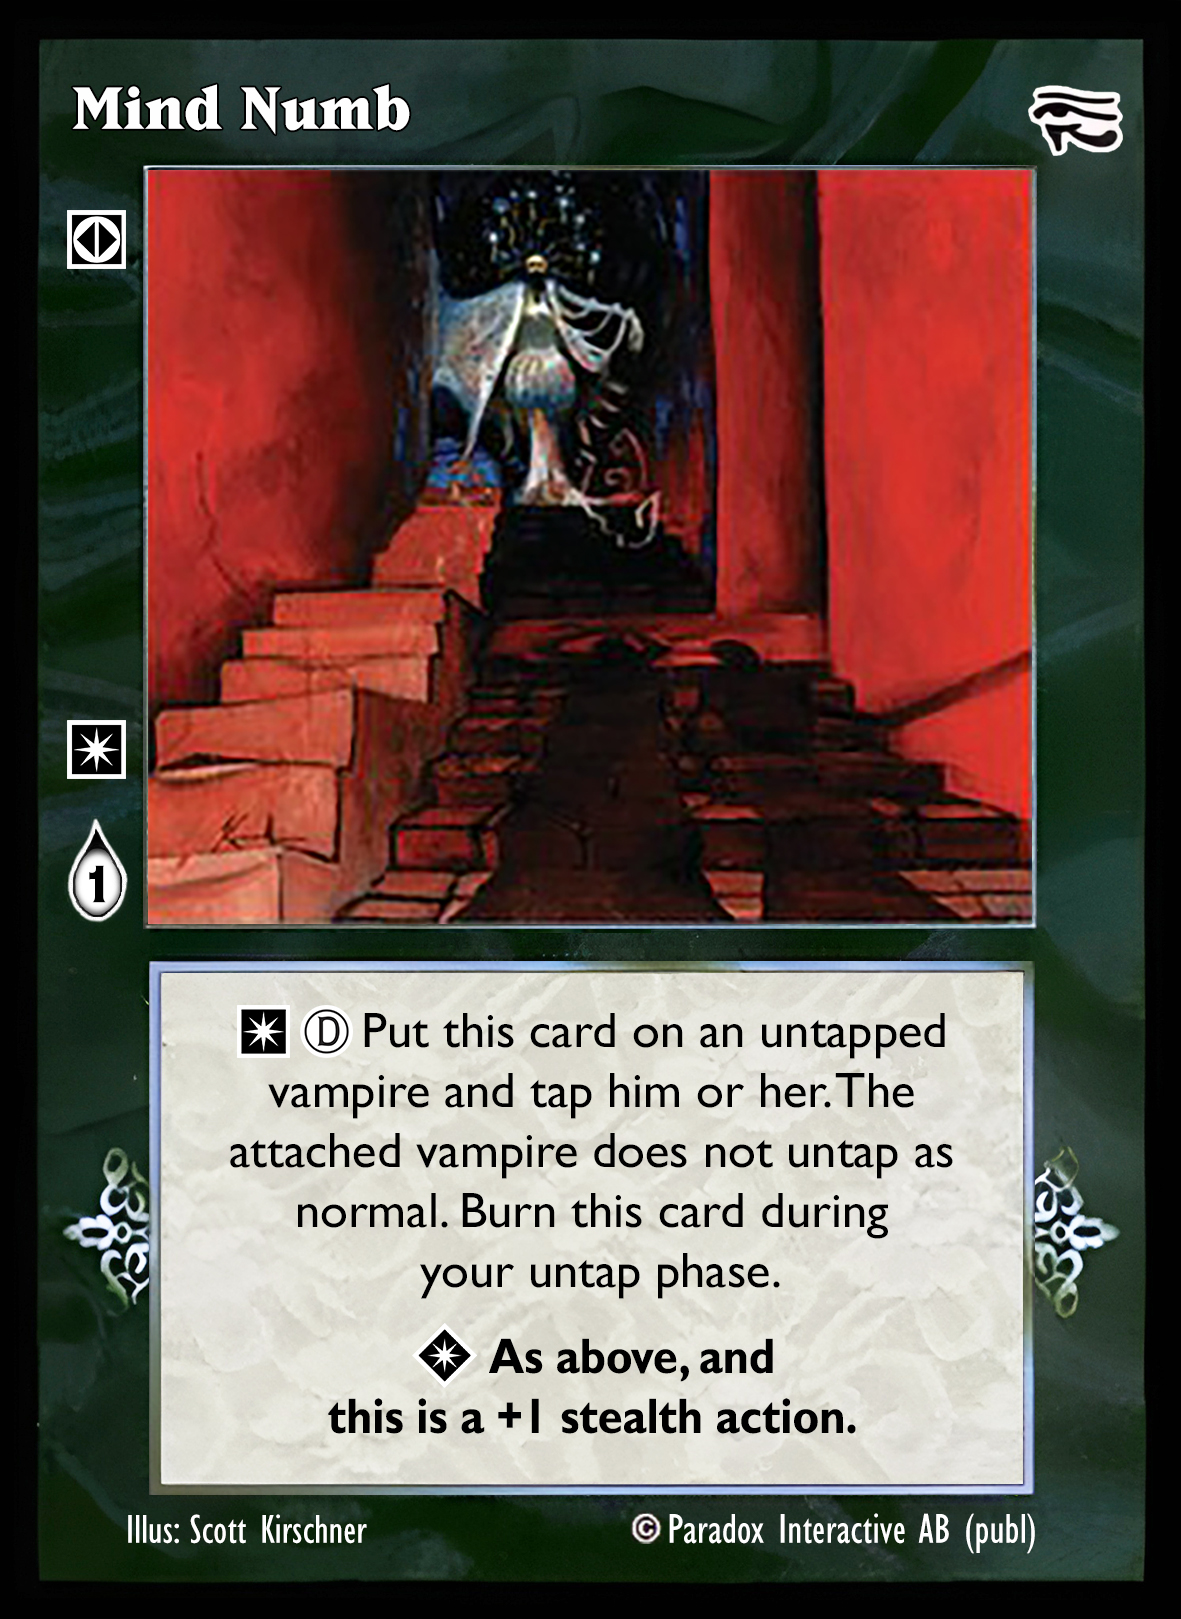 Mind Numb
1
D Put this card on an untapped
vampire and tap him or her. The
attached vampire does not untap as
normal. Burn this card during
your untap phase.
As above, and
this is a +1 stealth action.
Illus: Scott Kirschner
© Paradox Interactive AB (publ)